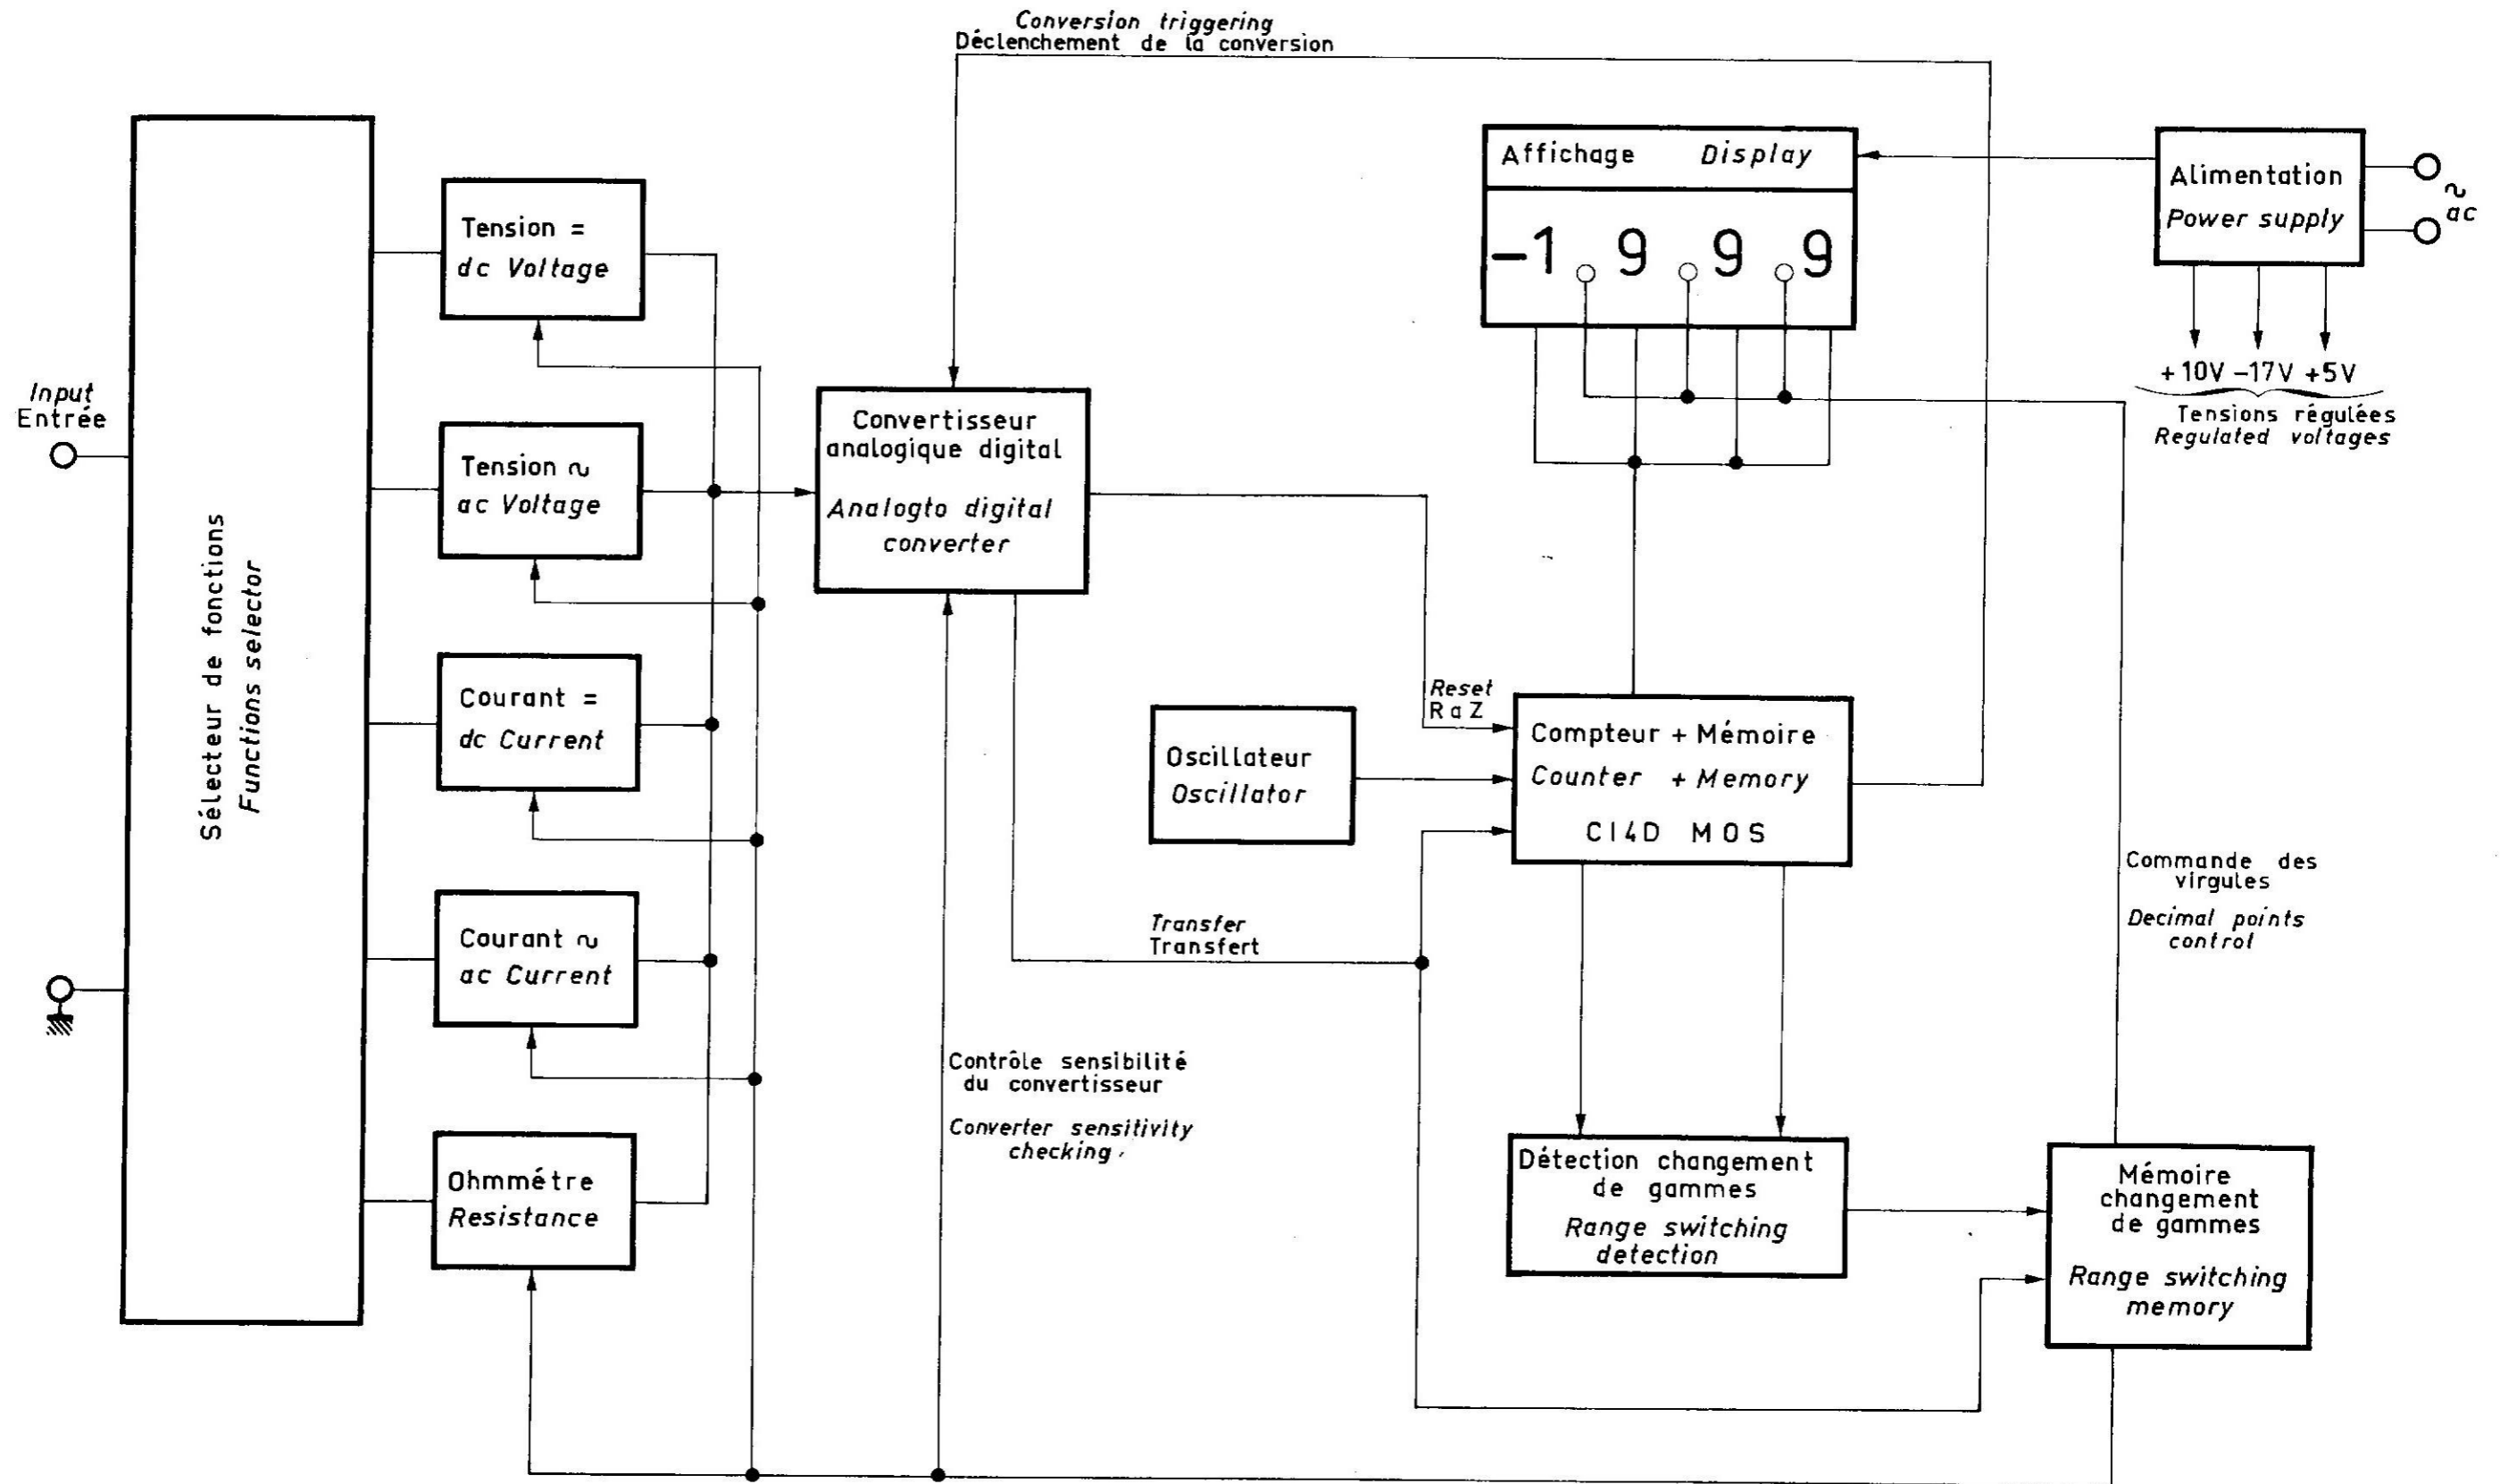 Conversion triggering
Déclenchement de la conversion
Affichage Display
-1 9 9 9
Alimentation
Power supply
~
ac
+10V -17V +5V
Tensions régulées
Regulated voltages
Input
Entrée
Sélecteur de fonctions
Functions selector
Tension =
dc Voltage
Tension ~
ac Voltage
Courant =
dc Current
Courant ~
ac Current
Ohmmétre
Resistance
Convertisseur
analogique digital
Analogto digital
converter
Reset
RaZ
Oscillateur
Oscillator
Compteur + Mémoire
Counter + Memory
CI4D MOS
Transfer
Transfert
Contrôle sensibilité
du convertisseur
Converter sensitivity
checking
Commande des
virgules
Decimal points
control
Détection changement
de gammes
Range switching
detection
Mémoire
changement
de gammes
Range switching
memory